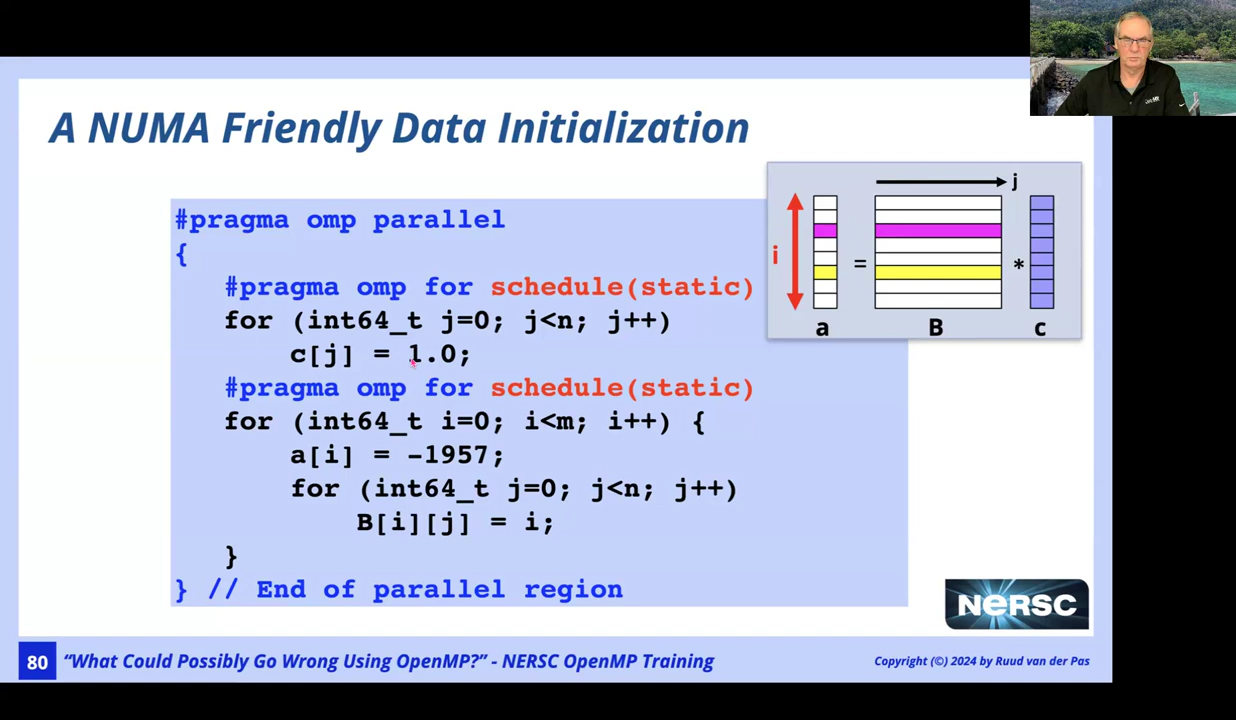 A NUMA Friendly Data Initialization
#pragma omp parallel
{
#pragma omp for schedule(static)
for (int64_t j=0; j<n; j++)
c[j] = 1.0;
#pragma omp for schedule(static)
for (int64_t i=0; i<m; i++) {
a[i] = -1957;
for (int64_t j=0; j<n; j++)
B[i][j] = i;
}
} // End of parallel region
j
i
= *
a B c
NERSC
80 “What Could Possibly Go Wrong Using OpenMP?” - NERSC OpenMP Training
Copyright (©) 2024 by Ruud van der Pas